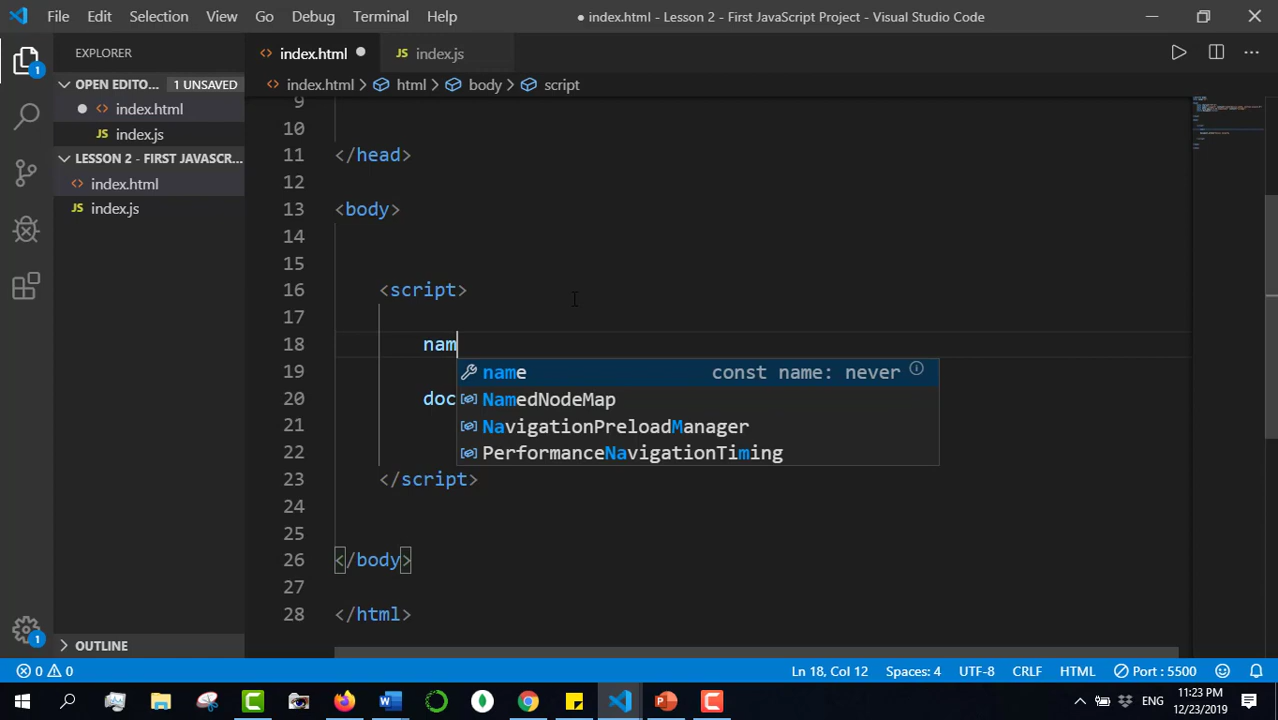 File Edit Selection View Go Debug Terminal Help ● index.html - Lesson 2 - First JavaScript Project - Visual Studio Code
EXPLORER
index.html ●
JS index.js
1
OPEN EDITO... 1 UNSAVED
● index.html
JS index.js
LESSON 2 - FIRST JAVASCR...
index.html
JS index.js
index.html > html > body > script
9
10
11 </head>
12
13 <body>
14
15
16 <script>
17
18 nam
19
20 doc
21
22
23 </script>
24
25
26 </body>
27
28 </html>
name const name: never
NamedNodeMap
NavigationPreloadManager
PerformanceNavigationTiming
OUTLINE
1
0 0 Ln 18, Col 12 Spaces: 4 UTF-8 CRLF HTML Port : 5500
ENG 11:23 PM
12/23/2019